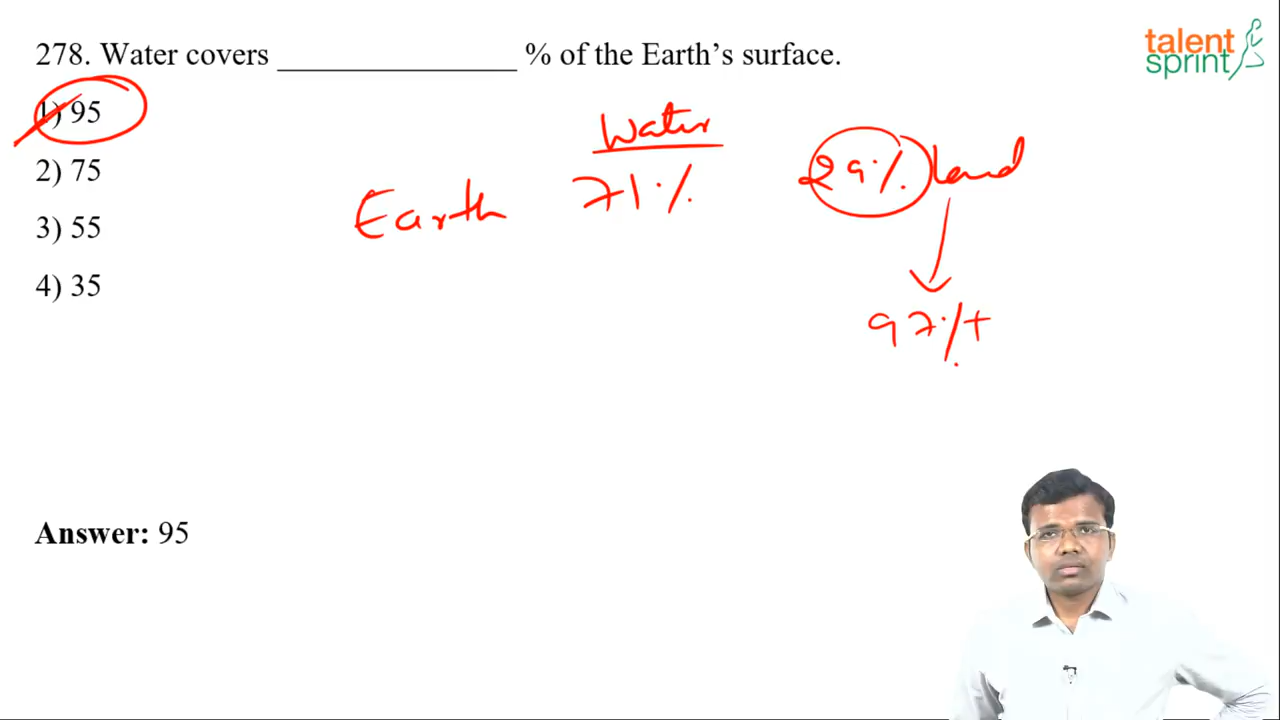 278. Water covers _______________ % of the Earth's surface.
talent
sprint
1) 95
Water
2) 75
Earth 71% 29% land
3) 55
4) 35
97%+
Answer: 95